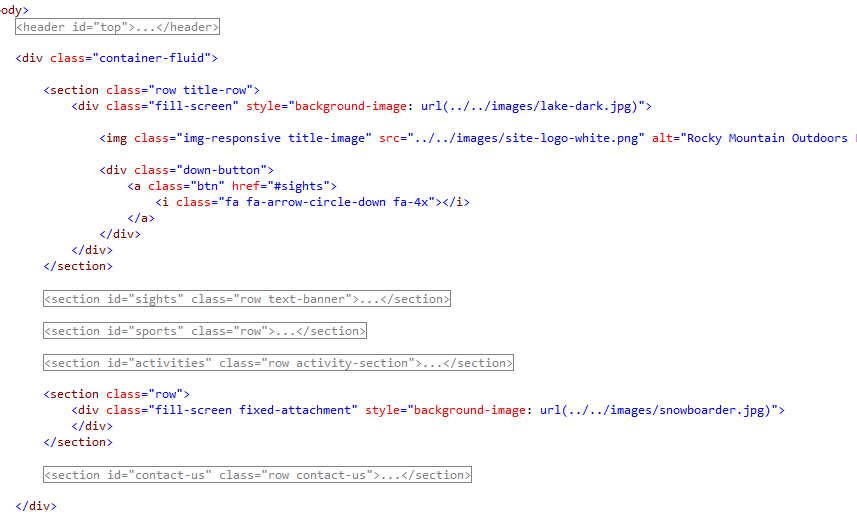 ody>
<header id="top">...</header>
<div class="container-fluid">
<section class="row title-row">
<div class="fill-screen" style="background-image: url(../../images/lake-dark.jpg)">
<img class="img-responsive title-image" src="../../images/site-logo-white.png" alt="Rocky Mountain Outdoors
<div class="down-button">
<a class="btn" href="#sights">
<i class="fa fa-arrow-circle-down fa-4x"></i>
</a>
</div>
</div>
</section>
<section id="sights" class="row text-banner">...</section>
<section id="sports" class="row">...</section>
<section id="activities" class="row activity-section">...</section>
<section class="row">
<div class="fill-screen fixed-attachment" style="background-image: url(../../images/snowboarder.jpg)">
</div>
</section>
<section id="contact-us" class="row contact-us">...</section>
</div>